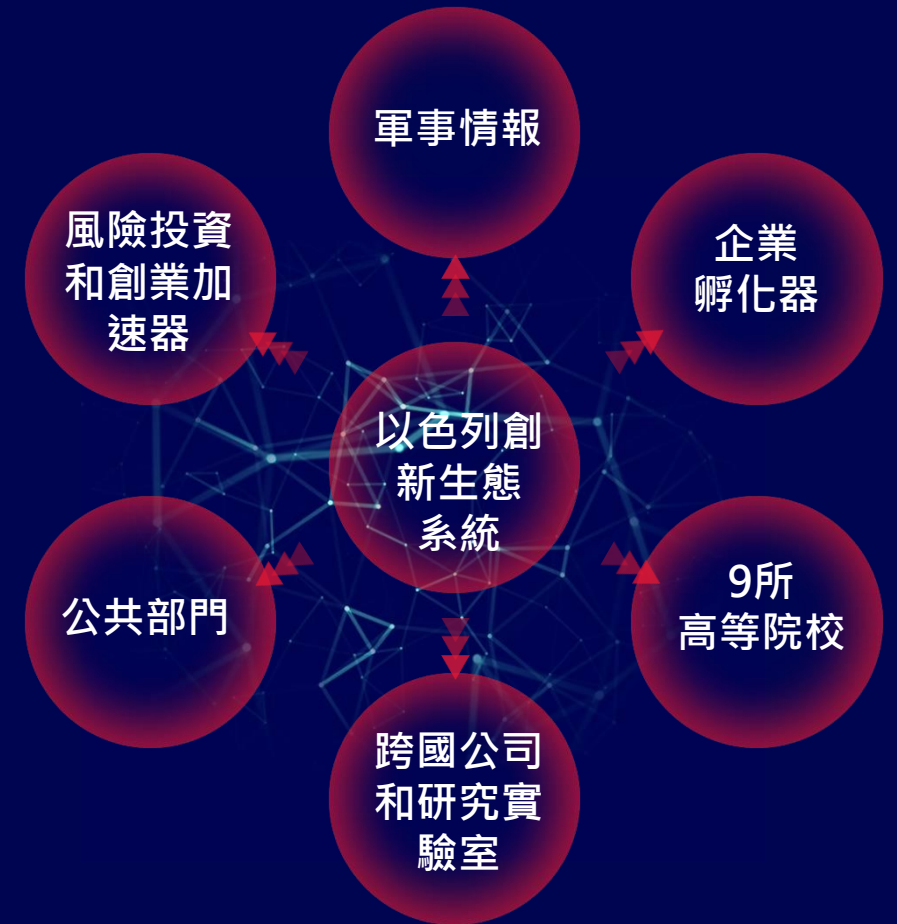 軍事情報
風險投資
和創業加
速器
企業
孵化器
以色列創
新生態
系統
公共部門
9所
高等院校
跨國公司
和研究實
驗室